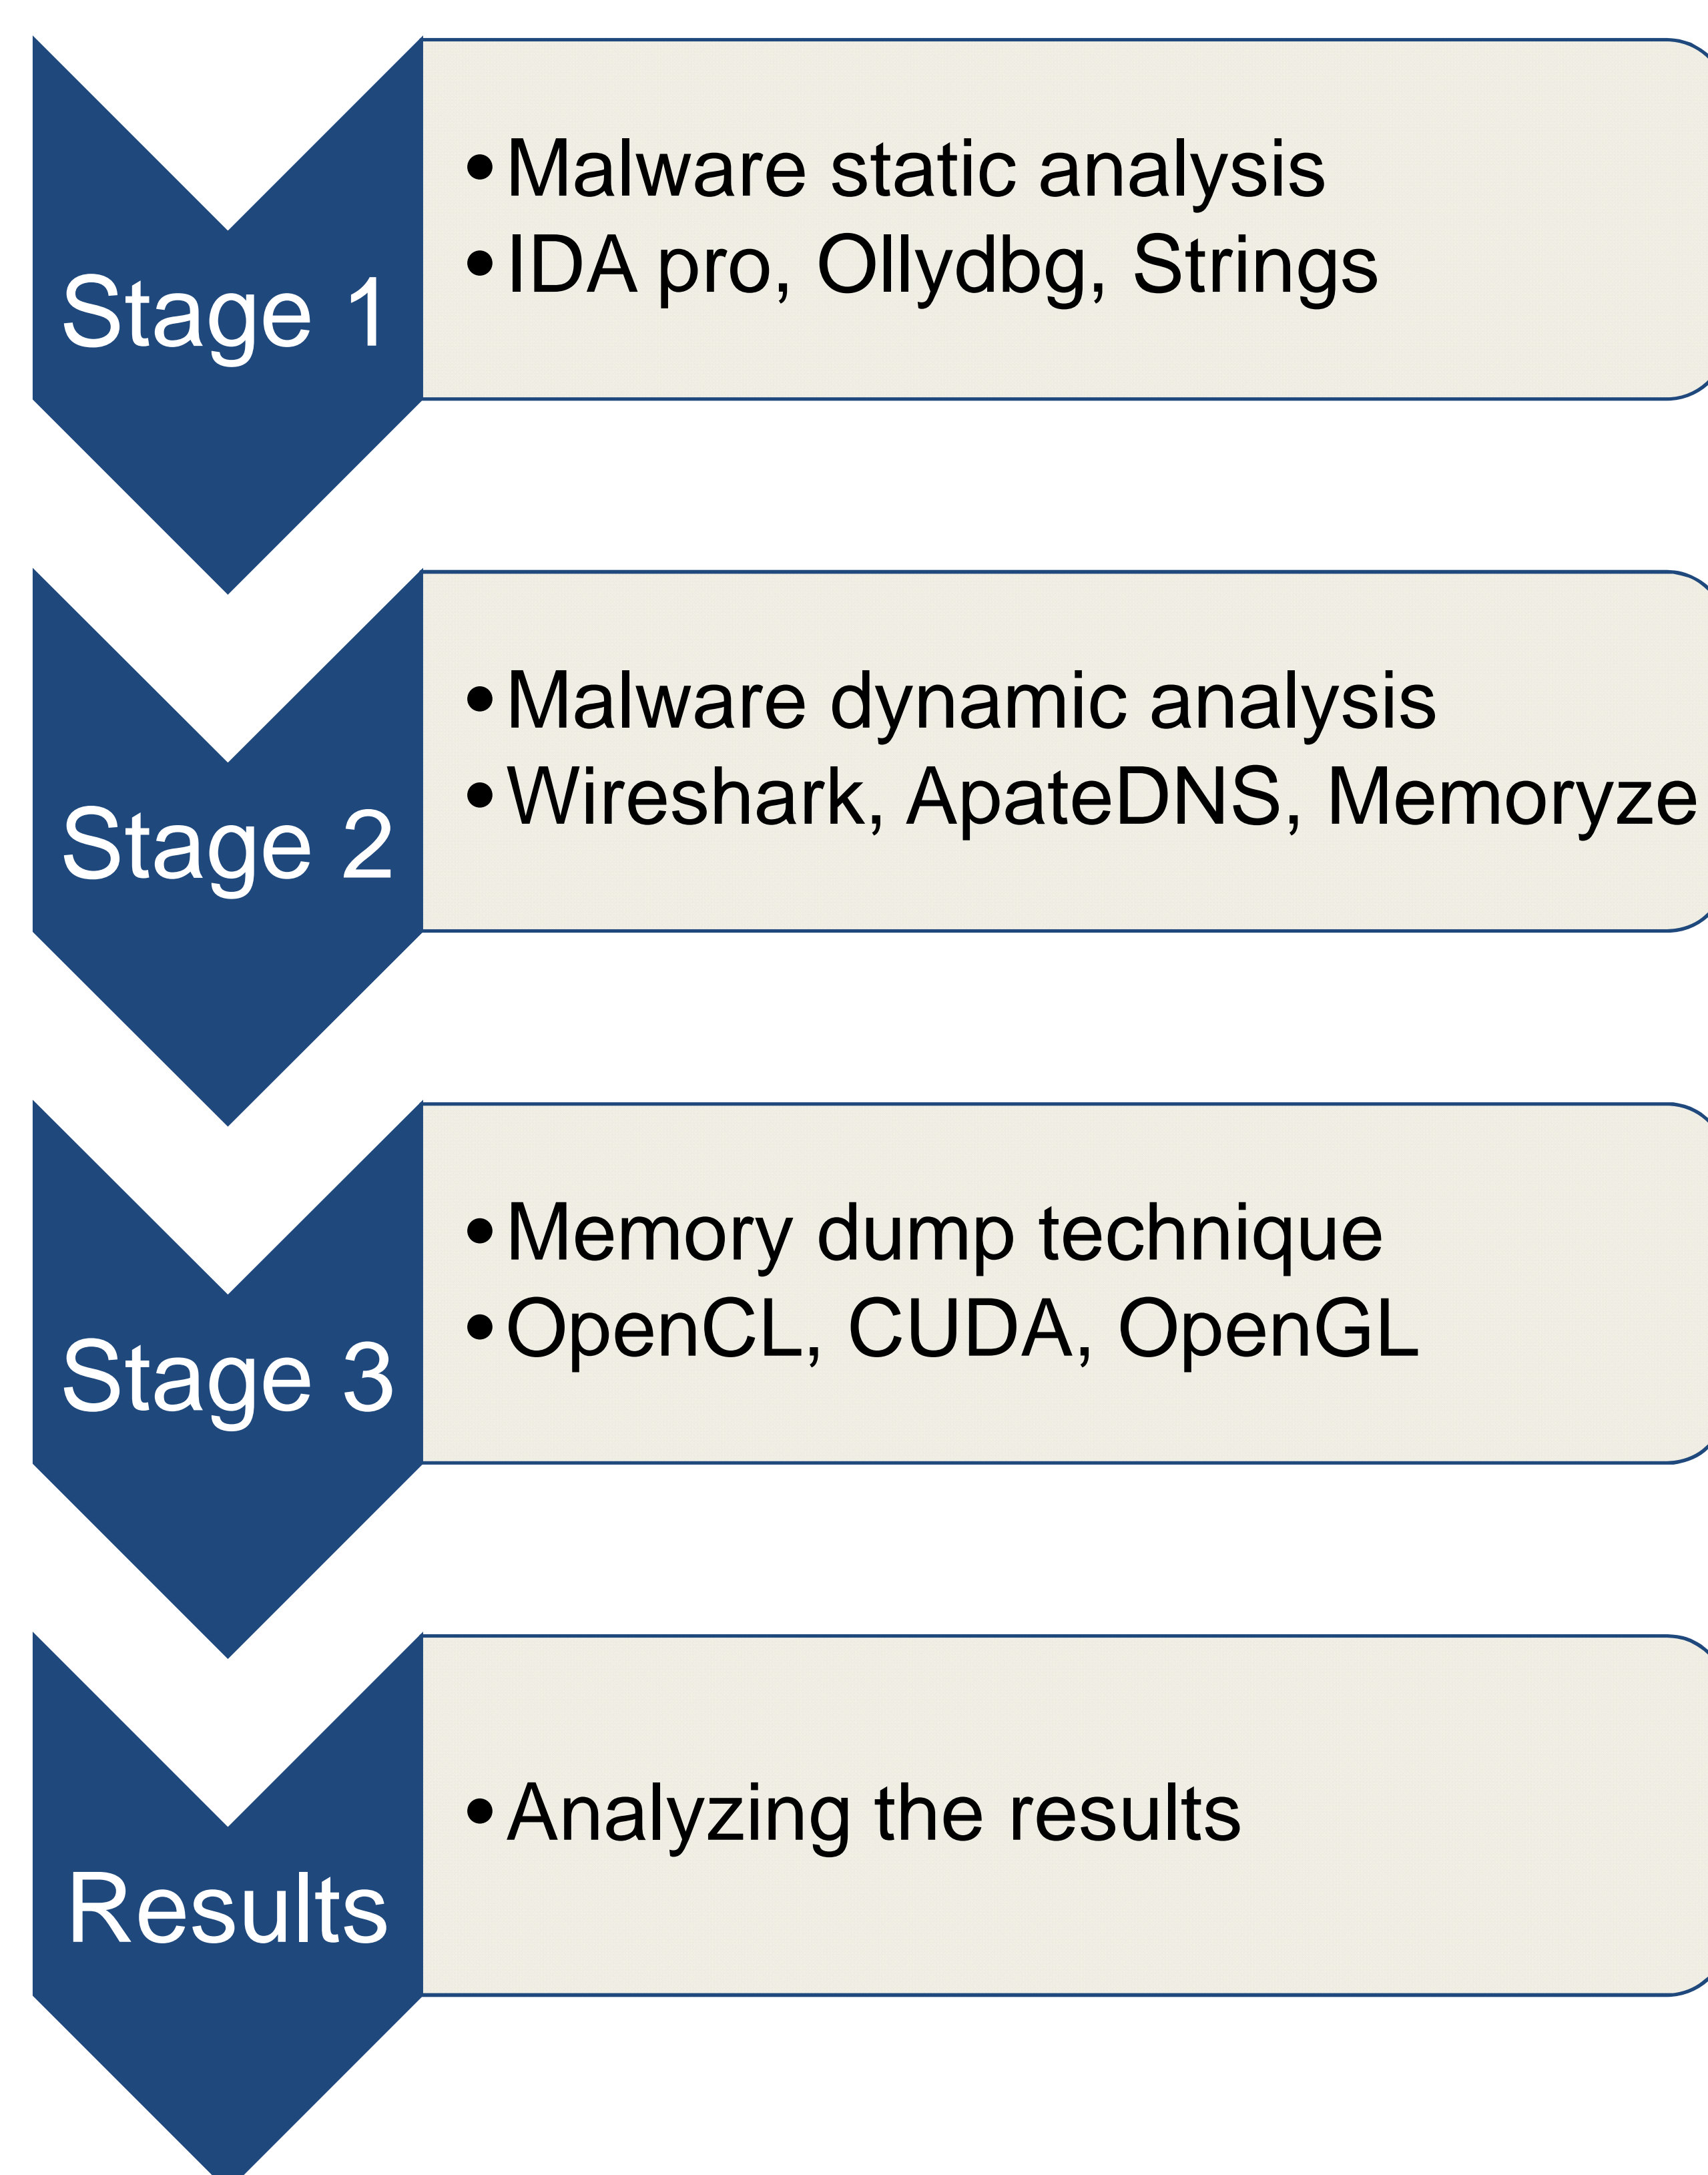 Stage 1
• Malware static analysis
• IDA pro, Ollydbg, Strings
Stage 2
• Malware dynamic analysis
• Wireshark, ApateDNS, Memoryze
Stage 3
• Memory dump technique
• OpenCL, CUDA, OpenGL
Results
• Analyzing the results